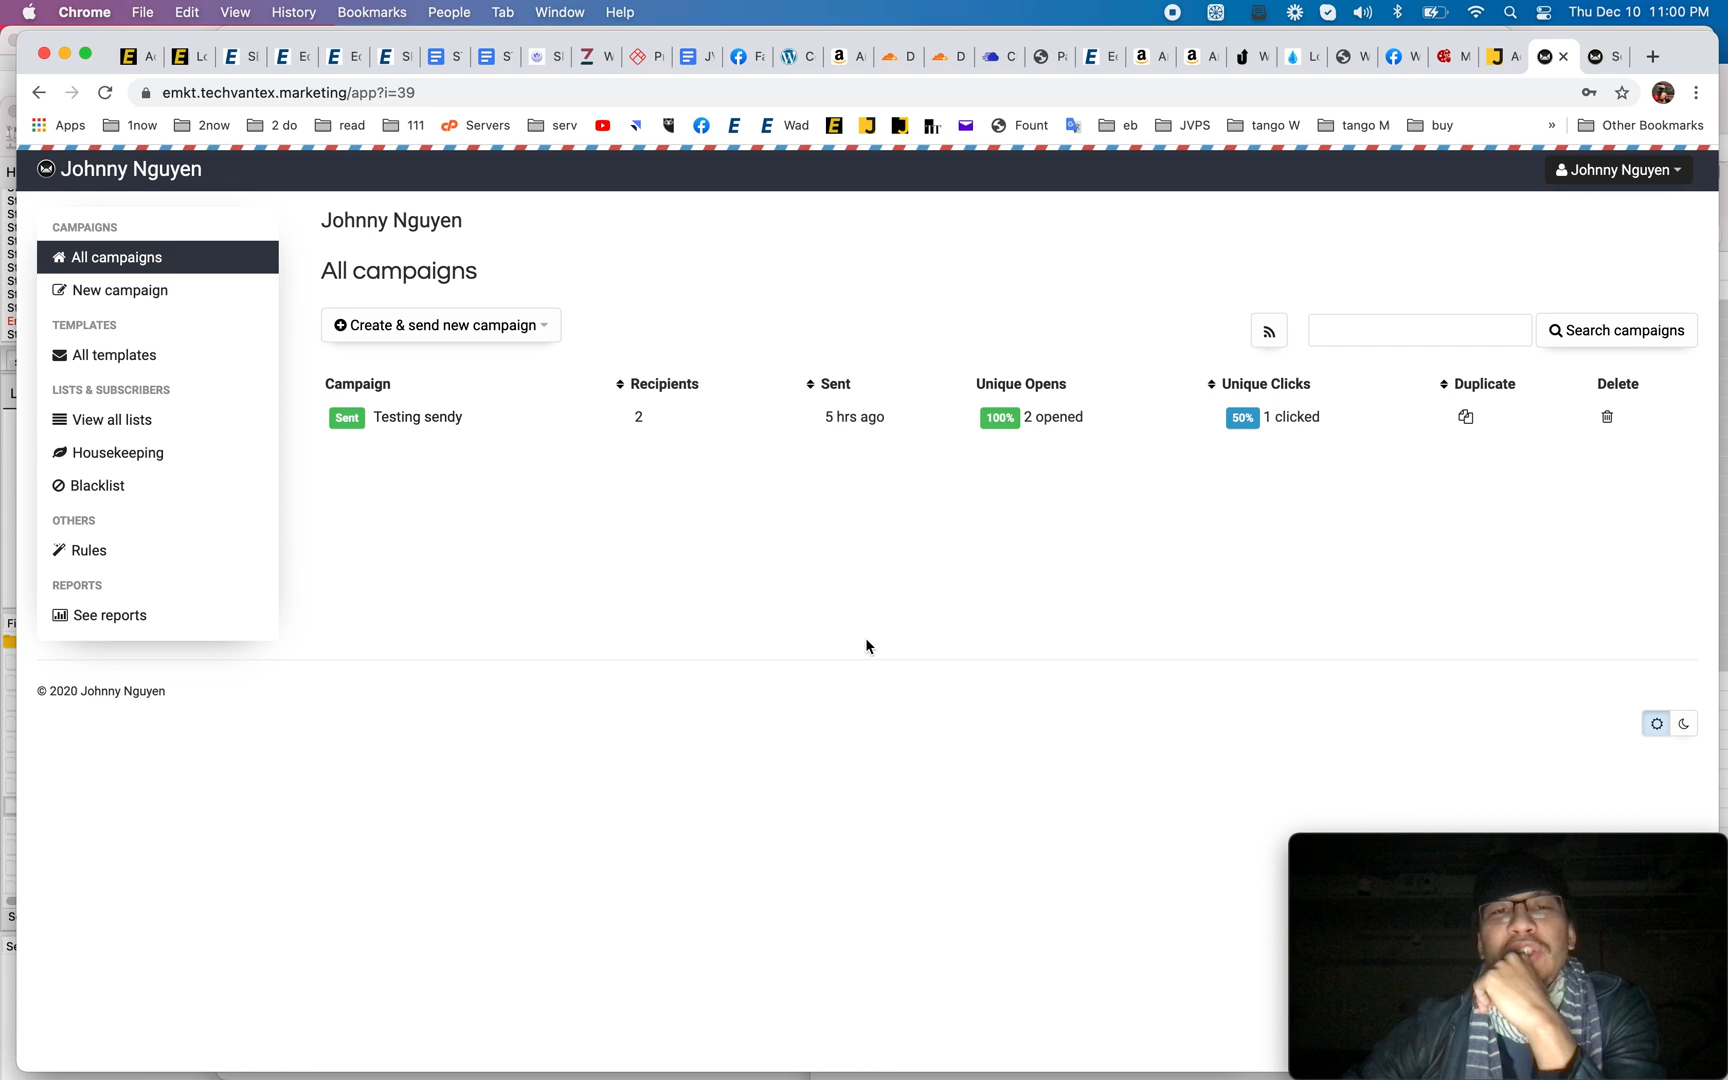 Chrome File Edit View History Bookmarks People Tab Window Help Thu Dec 10 11:00 PM
emkt.techvantex.marketing/app?i=39
Apps 1now 2now 2 do read 111 Servers serv Wad Fount eb JVPS tango W tango M buy » Other Bookmarks
Johnny Nguyen Johnny Nguyen
CAMPAIGNS
All campaigns
New campaign
TEMPLATES
All templates
LISTS & SUBSCRIBERS
View all lists
Housekeeping
Blacklist
OTHERS
Rules
REPORTS
See reports
Johnny Nguyen
All campaigns
Create & send new campaign Search campaigns
Campaign Recipients Sent Unique Opens Unique Clicks Duplicate Delete
Sent Testing sendy 2 5 hrs ago 100% 2 opened 50% 1 clicked
© 2020 Johnny Nguyen